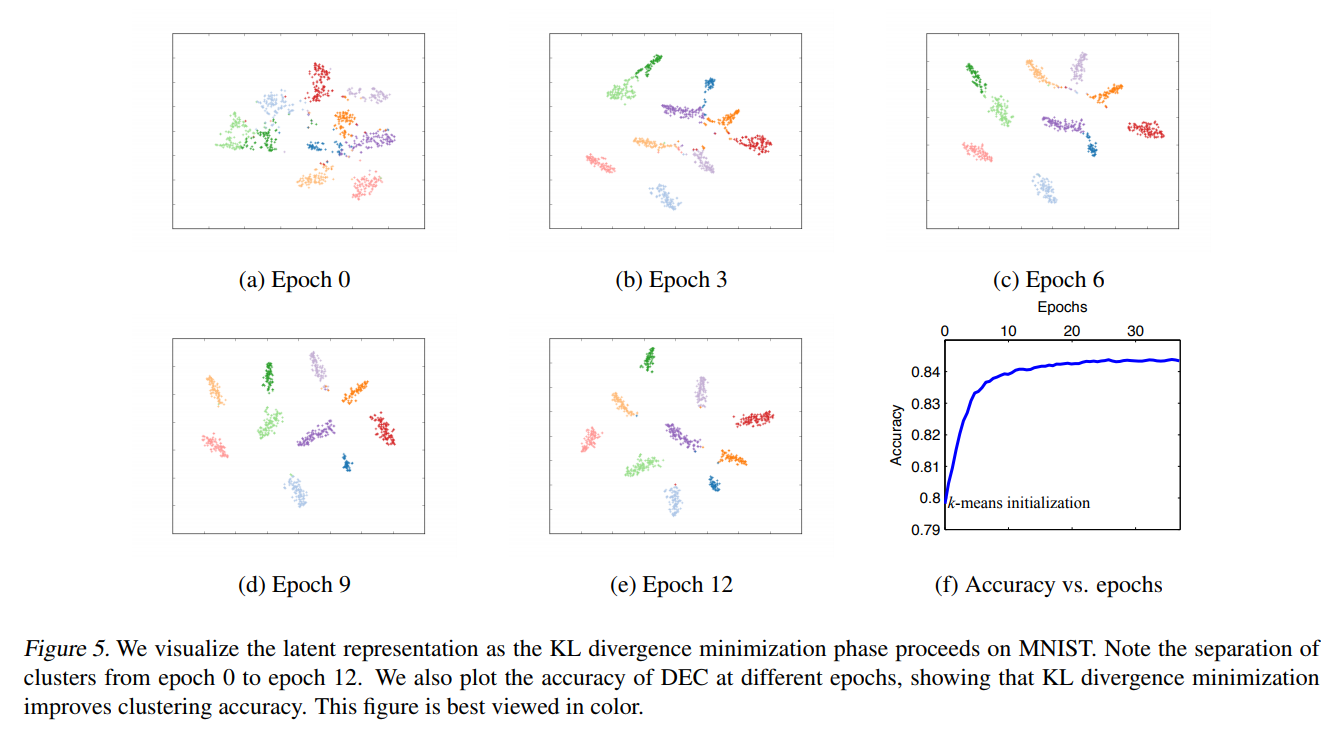 (a) Epoch 0
(b) Epoch 3
(c) Epoch 6
Epochs
0 10 20 30
0.84
0.83
0.82
0.81
0.8
0.79
Accuracy
k-means initialization
(d) Epoch 9
(e) Epoch 12
(f) Accuracy vs. epochs
Figure 5. We visualize the latent representation as the KL divergence minimization phase proceeds on MNIST. Note the separation of
clusters from epoch 0 to epoch 12. We also plot the accuracy of DEC at different epochs, showing that KL divergence minimization
improves clustering accuracy. This figure is best viewed in color.